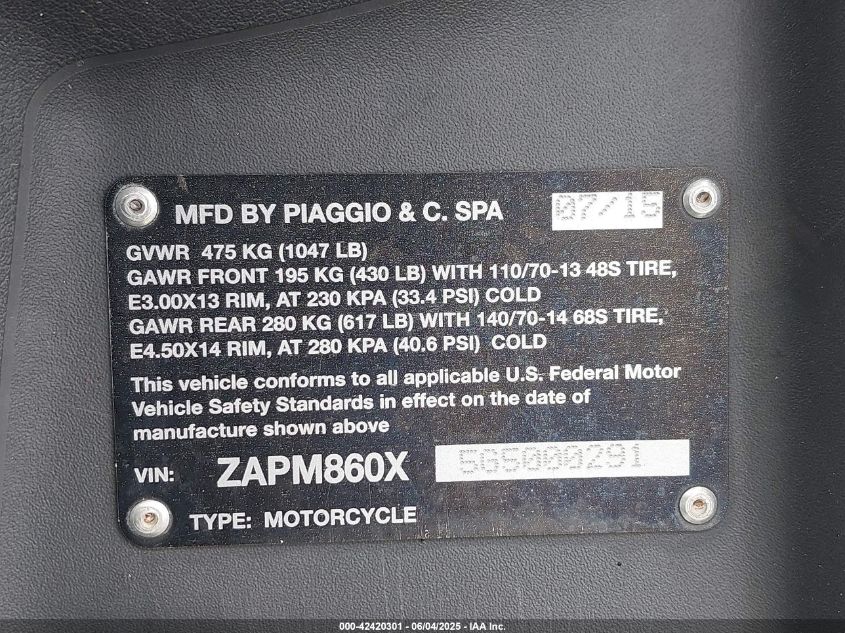 MFD BY PIAGGIO & C. SPA 07/15
GVWR 475 KG (1047 LB)
GAWR FRONT 195 KG (430 LB) WITH 110/70-13 48S TIRE,
E3.00X13 RIM, AT 230 KPA (33.4 PSI) COLD
GAWR REAR 280 KG (617 LB) WITH 140/70-14 68S TIRE,
E4.50X14 RIM, AT 280 KPA (40.6 PSI) COLD
This vehicle conforms to all applicable U.S. Federal Motor
Vehicle Safety Standards in effect on the date of
manufacture shown above
VIN: ZAPM860X 5G5000291
TYPE: MOTORCYCLE
000-42420301 - 06/04/2025 - IAA Inc.